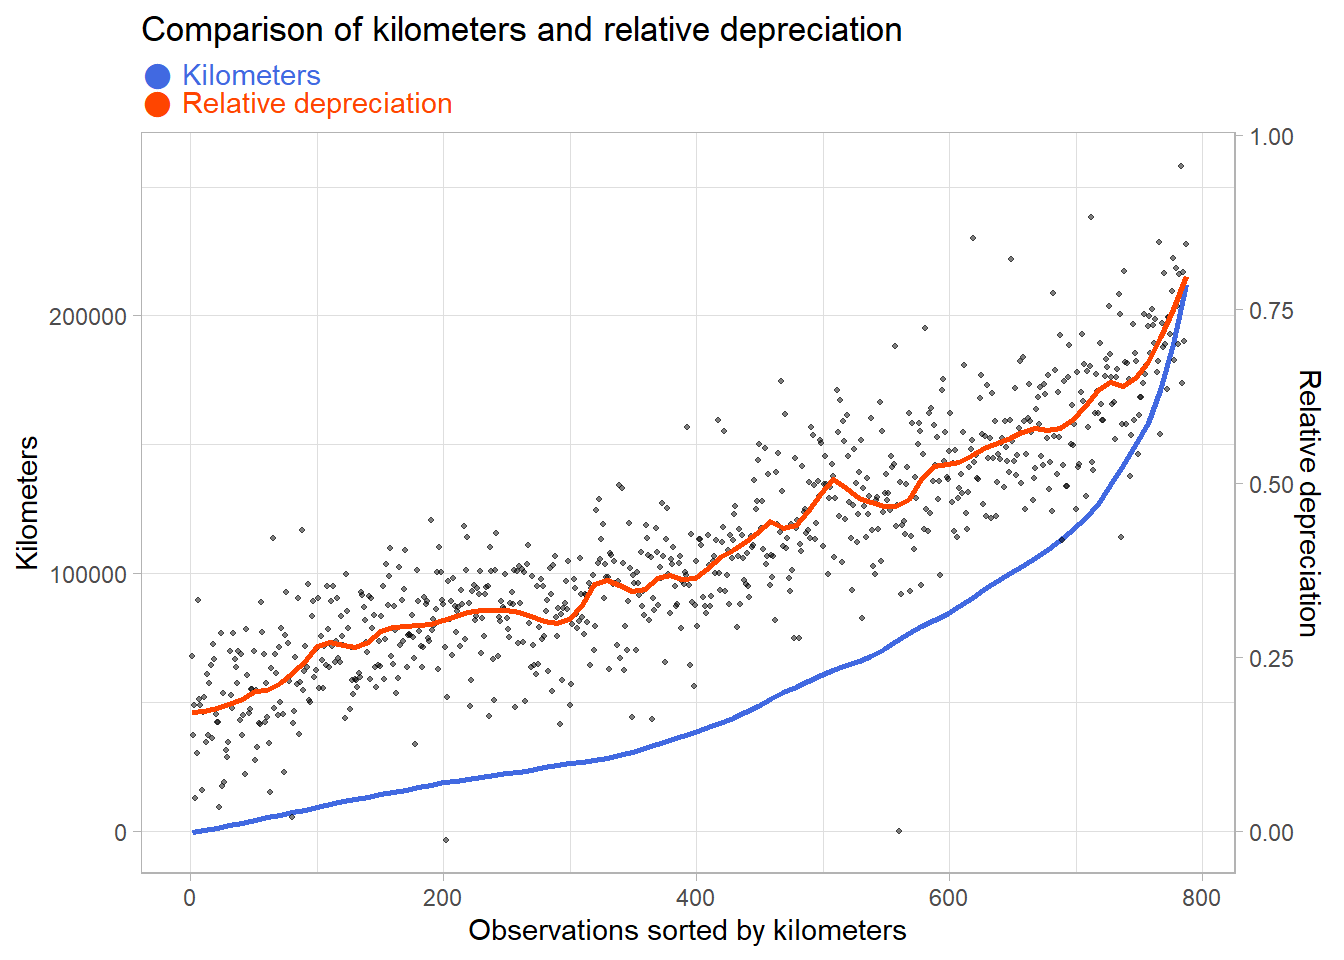 Comparison of kilometers and relative depreciation
Kilometers
Relative depreciation
1.00
200000
0.75
Kilometers
Relative depreciation
0.50
100000
0.25
0
0.00
0 200 400 600 800
Observations sorted by kilometers